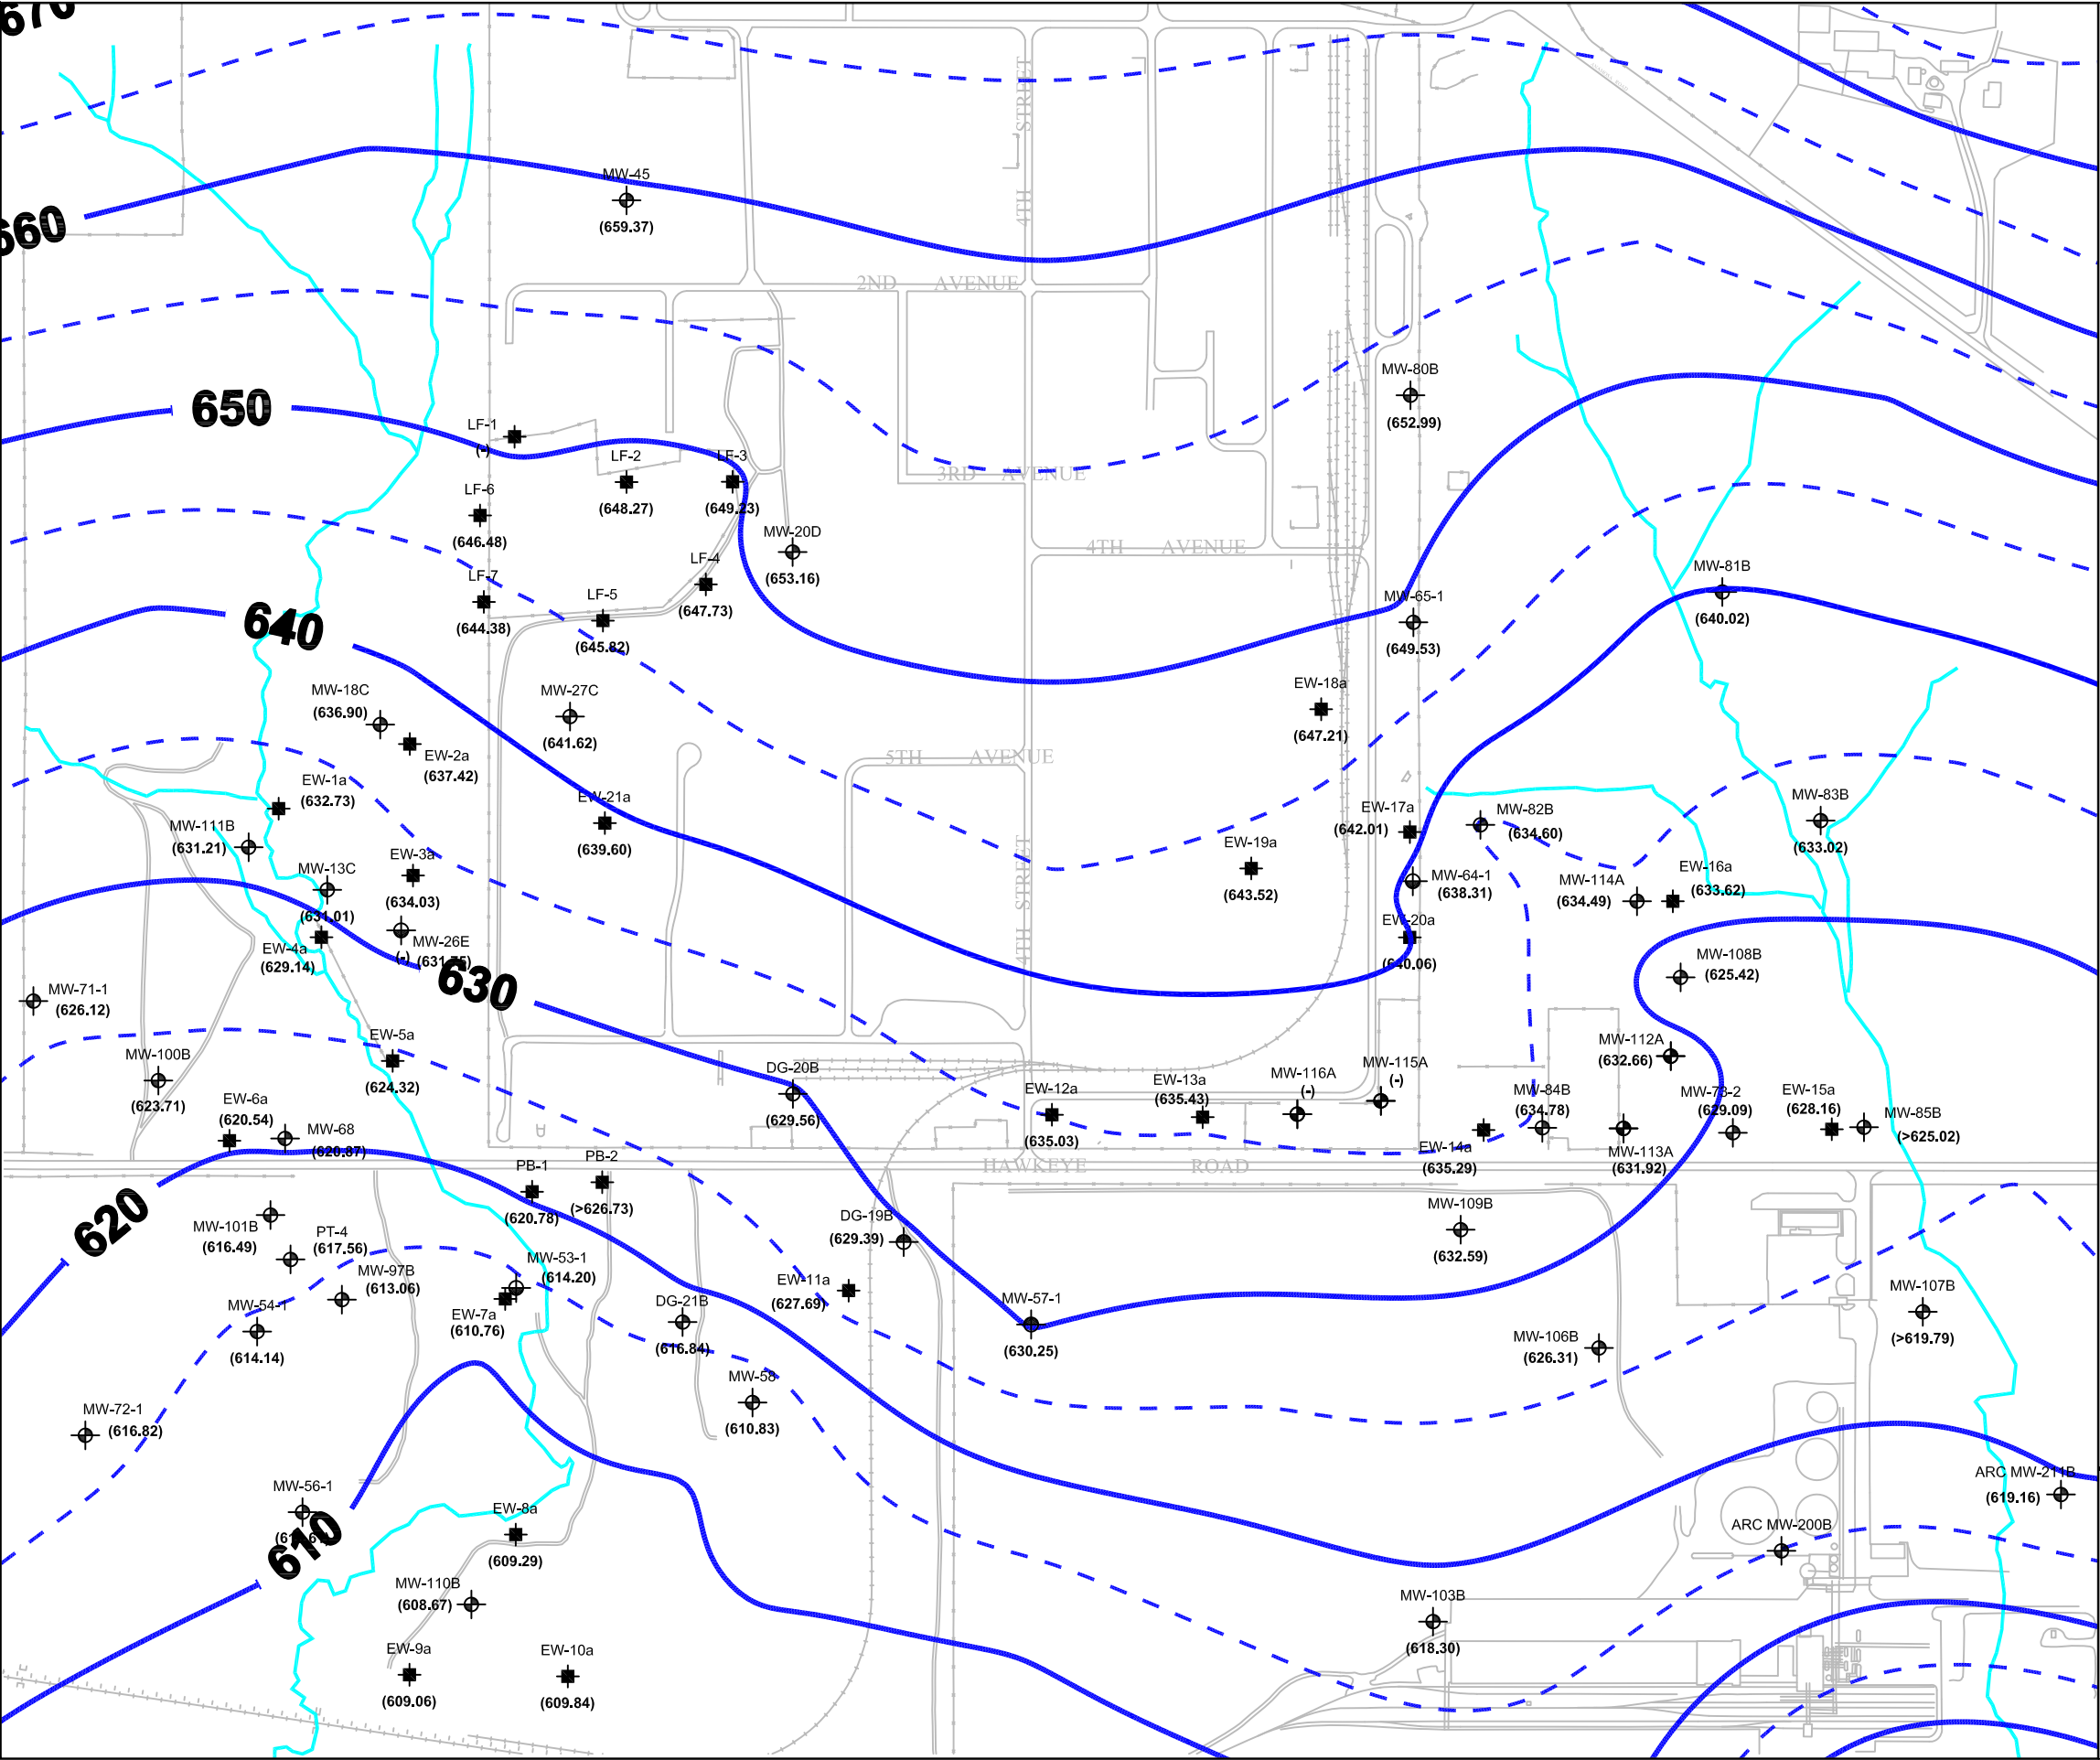 670
MW-45
(659.37)
660
4TH STREET
2ND AVENUE
MW-80B
(652.99)
650
LF-1
(-)
LF-2
(648.27)
LF-3
(649.23)
3RD AVENUE
LF-6
(646.48)
MW-20D
(653.16)
4TH AVENUE
LF-7
(644.38)
LF-4
(647.73)
LF-5
(645.82)
MW-65-1
(649.53)
MW-81B
(640.02)
640
MW-18C
(636.90)
MW-27C
(641.62)
EW-18a
(647.21)
EW-2a
(637.42)
5TH AVENUE
EW-1a
(632.73)
EW-21a
(639.60)
EW-17a
(642.01)
MW-82B
(634.60)
MW-83B
(633.02)
MW-111B
(631.21)
EW-3a
(634.03)
EW-19a
(643.52)
MW-13C
(631.01)
MW-64-1
(638.31)
MW-114A
(634.49)
EW-16a
(633.62)
4TH STREET
EW-20a
(640.06)
EW-4a
(629.14)
MW-26E
(-)
630
MW-108B
(625.42)
MW-71-1
(626.12)
EW-5a
(624.32)
MW-100B
(623.71)
DG-20B
(629.56)
MW-112A
(632.66)
EW-12a
(635.03)
EW-13a
(635.43)
MW-116A
(-)
MW-115A
(-)
EW-6a
(620.54)
MW-68
(620.87)
EW-14a
(635.29)
MW-84B
(634.78)
MW-113A
(631.92)
MW-73-2
(629.09)
EW-15a
(628.16)
MW-85B
(>625.02)
HAWKEYE ROAD
PB-1
(620.78)
PB-2
(>626.73)
620
MW-101B
(616.49)
PT-4
(617.56)
DG-19B
(629.39)
MW-109B
(632.59)
MW-97B
(613.06)
MW-53-1
(614.20)
EW-7a
(610.76)
EW-11a
(627.69)
MW-54-1
(614.14)
DG-21B
(616.84)
MW-57-1
(630.25)
MW-107B
(>619.79)
MW-106B
(626.31)
MW-58
(610.83)
MW-72-1
(616.82)
MW-56-1
610
EW-8a
(609.29)
ARC MW-211B
(619.16)
ARC MW-200B
MW-110B
(608.67)
MW-103B
(618.30)
EW-9a
(609.06)
EW-10a
(609.84)